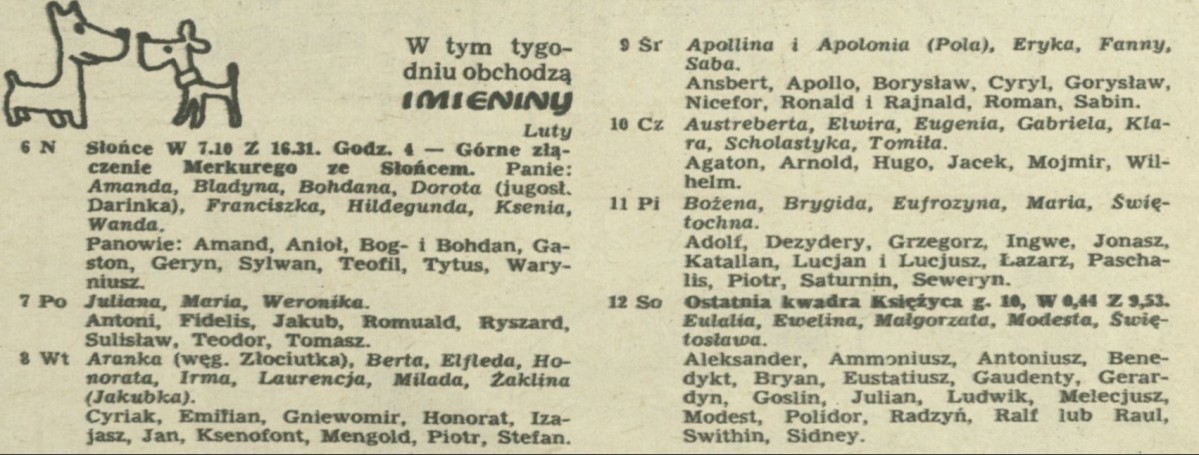 W tym tygo-
dniu obchodzą
IMIENINY
Luty
6 N Słońce W 7.10 Z 16.31. Godz. 4 — Górne złą-
czenie Merkurego ze Słońcem. Panie:
Amanda, Bladyna, Bohdana, Dorota (jugosł.
Darinka), Franciszka, Hildegunda, Ksenia,
Wanda.
Panowie: Amand, Anioł, Bog- i Bohdan, Ga-
ston, Geryn, Sylwan, Teofil, Tytus, Wary-
niusz.
7 Po Juliana, Maria, Weronika.
Antoni, Fidelis, Jakub, Romuald, Ryszard,
Sulisław, Teodor, Tomasz.
8 Wt Aranka (węg. Złociutka), Berta, Elfleda, Ho-
norata, Irma, Laurencja, Milada, Żaklina
(Jakubka).
Cyriak, Emilian, Gniewomir, Honorat, Iza-
jasz, Jan, Ksenofont, Mengold, Piotr, Stefan.
9 Śr Apollina i Apolonia (Pola), Eryka, Fanny,
Saba.
Ansbert, Apollo, Borysław, Cyryl, Gorysław,
Nicefor, Ronald i Rajnald, Roman, Sabin.
10 Cz Austreberta, Elwira, Eugenia, Gabriela, Kla-
ra, Scholastyka, Tomiła.
Agaton, Arnold, Hugo, Jacek, Mojmir, Wil-
helm.
11 Pi Bożena, Brygida, Eufrozyna, Maria, Świę-
tochna.
Adolf, Dezydery, Grzegorz, Ingwe, Jonasz,
Katallan, Lucjan i Lucjusz, Łazarz, Pascha-
lis, Piotr, Saturnin, Seweryn.
12 So Ostatnia kwadra Księżyca g. 10, W 0,44 Z 9,53.
Eulalia, Ewelina, Małgorzata, Modesta, Świę-
tosława.
Aleksander, Ammoniusz, Antoniusz, Bene-
dykt, Bryan, Eustatiusz, Gaudenty, Gerar-
dyn, Goslin, Julian, Ludwik, Melecjusz,
Modest, Polidor, Radzyń, Ralf lub Raul,
Swithin, Sidney.